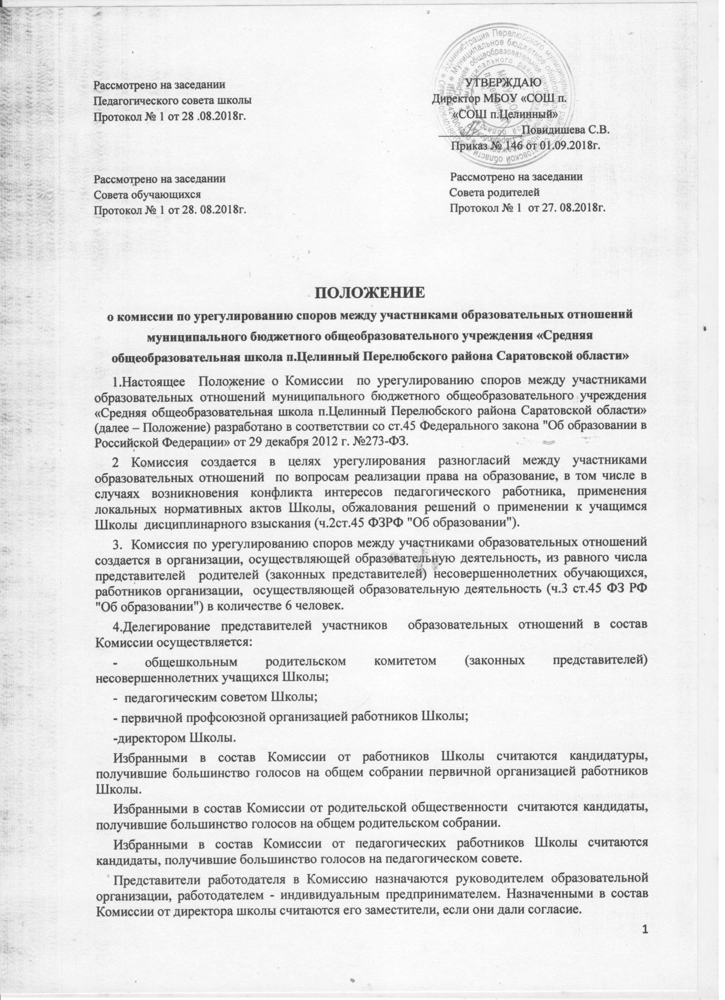 Рассмотрено на заседании
Педагогического совета школы
Протокол № 1 от 28 .08.2018г.
УТВЕРЖДАЮ
Директор МБОУ «СОШ п.
«СОШ п.Целинный»
Повидишева С.В.
Приказ № 146 от 01.09.2018г.
Рассмотрено на заседании
Совета обучающихся
Протокол № 1 от 28. 08.2018г.
Рассмотрено на заседании
Совета родителей
Протокол № 1 от 27. 08.2018г.
ПОЛОЖЕНИЕ
о комиссии по урегулированию споров между участниками образовательных отношений
муниципального бюджетного общеобразовательного учреждения «Средняя
общеобразовательная школа п.Целинный Перелюбского района Саратовской области»
1.Настоящее Положение о Комиссии по урегулированию споров между участниками
образовательных отношений муниципального бюджетного общеобразовательного учреждения
«Средняя общеобразовательная школа п.Целинный Перелюбского района Саратовской области»
(далее – Положение) разработано в соответствии со ст.45 Федерального закона "Об образовании в
Российской Федерации» от 29 декабря 2012 г. №273-ФЗ.
2 Комиссия создается в целях урегулирования разногласий между участниками
образовательных отношений по вопросам реализации права на образование, в том числе в
случаях возникновения конфликта интересов педагогического работника, применения
локальных нормативных актов Школы, обжалования решений о применении к учащимся
Школы дисциплинарного взыскания (ч.2ст.45 ФЗРФ "Об образовании").
3. Комиссия по урегулированию споров между участниками образовательных отношений
создается в организации, осуществляющей образовательную деятельность, из равного числа
представителей родителей (законных представителей) несовершеннолетних обучающихся,
работников организации, осуществляющей образовательную деятельность (ч.3 ст.45 ФЗ РФ
"Об образовании") в количестве 6 человек.
4.Делегирование представителей участников образовательных отношений в состав
Комиссии осуществляется:
- общешкольным родительском комитетом (законных представителей)
несовершеннолетних учащихся Школы;
- педагогическим советом Школы;
- первичной профсоюзной организацией работников Школы;
-директором Школы.
Избранными в состав Комиссии от работников Школы считаются кандидатуры,
получившие большинство голосов на общем собрании первичной организацией работников
Школы.
Избранными в состав Комиссии от родительской общественности считаются кандидаты,
получившие большинство голосов на общем родительском собрании.
Избранными в состав Комиссии от педагогических работников Школы считаются
кандидаты, получившие большинство голосов на педагогическом совете.
Представители работодателя в Комиссию назначаются руководителем образовательной
организации, работодателем - индивидуальным предпринимателем. Назначенными в состав
Комиссии от директора школы считаются его заместители, если они дали согласие.
1